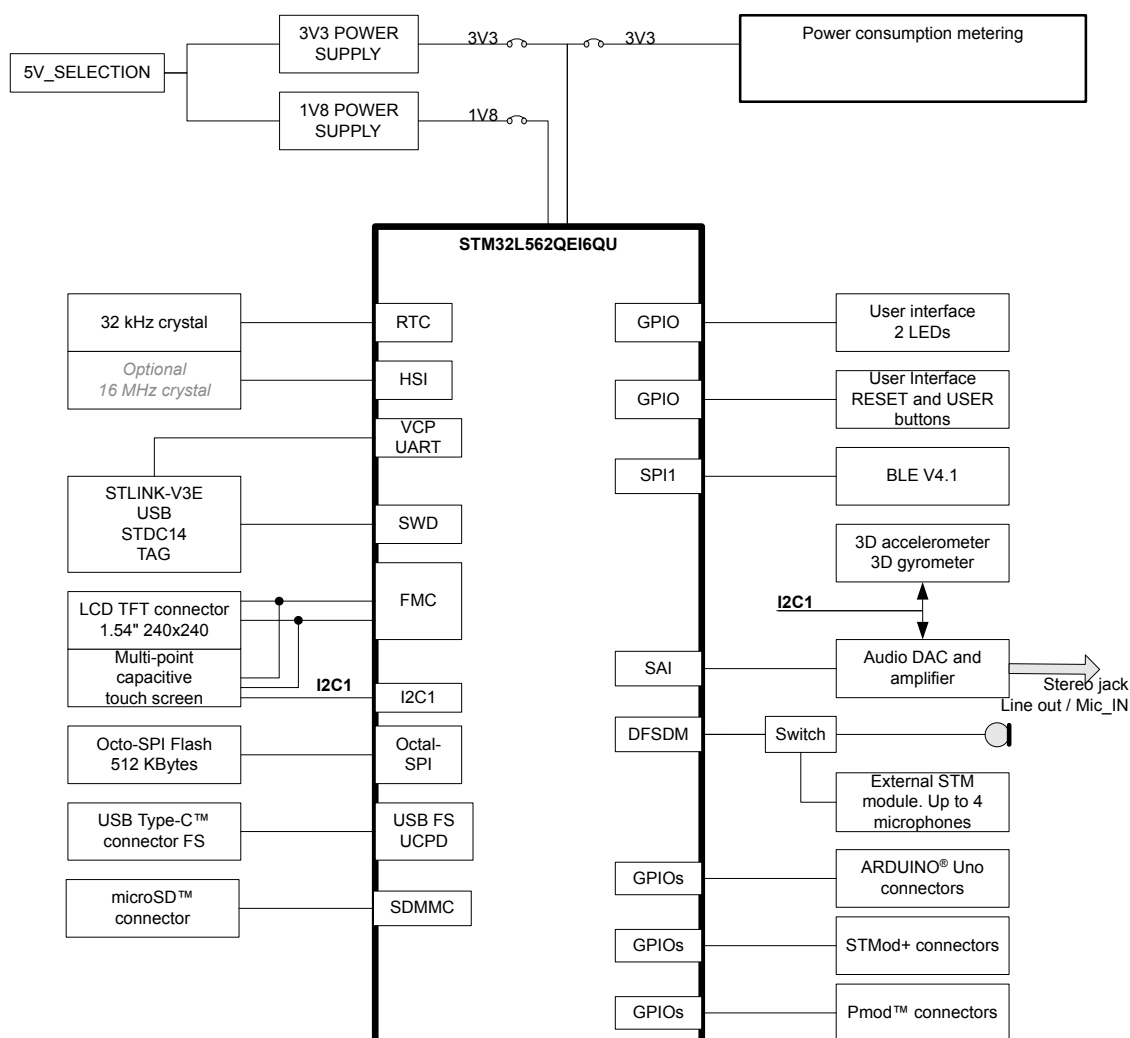 3V3 POWER
SUPPLY
3V3
3V3
Power consumption metering
5V_SELECTION
1V8 POWER
SUPPLY
1V8
STM32L562QEI6QU
32 kHz crystal
RTC
Optional
16 MHz crystal
HSI
VCP
UART
STLINK-V3E
USB
STDC14
TAG
SWD
LCD TFT connector
1.54" 240x240
FMC
Multi-point
capacitive
touch screen
I2C1
I2C1
Octo-SPI Flash
512 KBytes
Octal-
SPI
USB Type-C™
connector FS
USB FS
UCPD
microSD™
connector
SDMMC
GPIO
User interface
2 LEDs
GPIO
User Interface
RESET and USER
buttons
SPI1
BLE V4.1
3D accelerometer
3D gyrometer
I2C1
SAI
Audio DAC and
amplifier
Stereo jack
Line out / Mic_IN
DFSDM
Switch
External STM
module. Up to 4
microphones
GPIOs
ARDUINO® Uno
connectors
GPIOs
STMod+ connectors
GPIOs
Pmod™ connectors